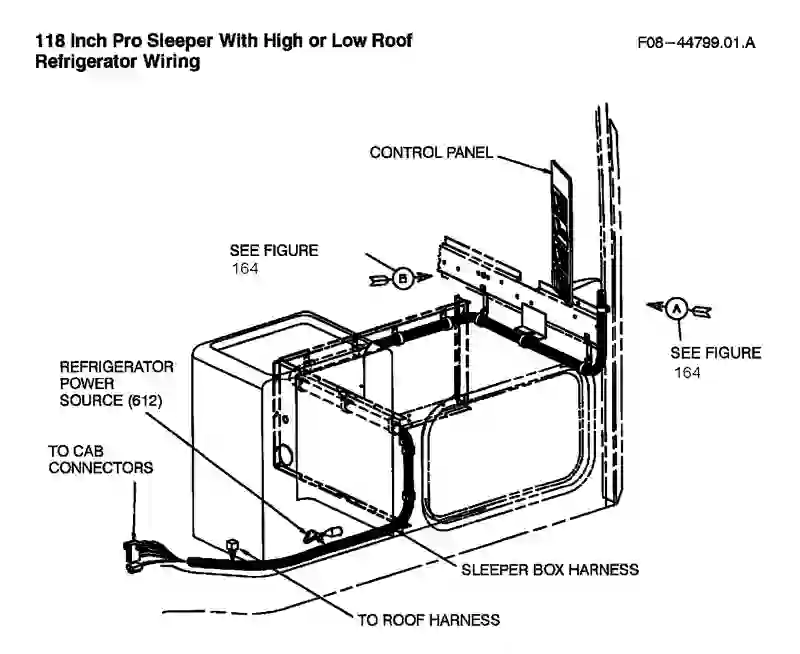 118 Inch Pro Sleeper With High or Low Roof
Refrigerator Wiring
F08-44799.01.A
CONTROL PANEL
SEE FIGURE
164
B
A
SEE FIGURE
164
REFRIGERATOR
POWER
SOURCE (612)
TO CAB
CONNECTORS
SLEEPER BOX HARNESS
TO ROOF HARNESS